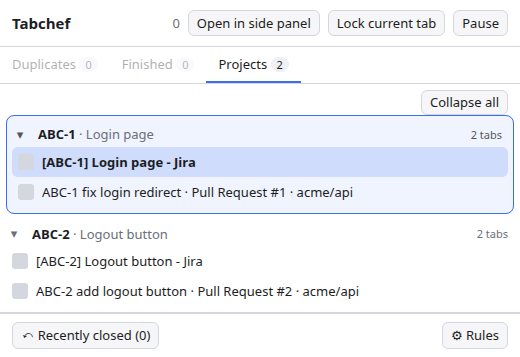 Tabchef 0 Open in side panel Lock current tab Pause
Duplicates 0 Finished 0 Projects 2
Collapse all
▾ ABC-1 · Login page 2 tabs
[ABC-1] Login page - Jira
ABC-1 fix login redirect · Pull Request #1 · acme/api
▾ ABC-2 · Logout button 2 tabs
[ABC-2] Logout button - Jira
ABC-2 add logout button · Pull Request #2 · acme/api
↶ Recently closed (0) ⚙ Rules